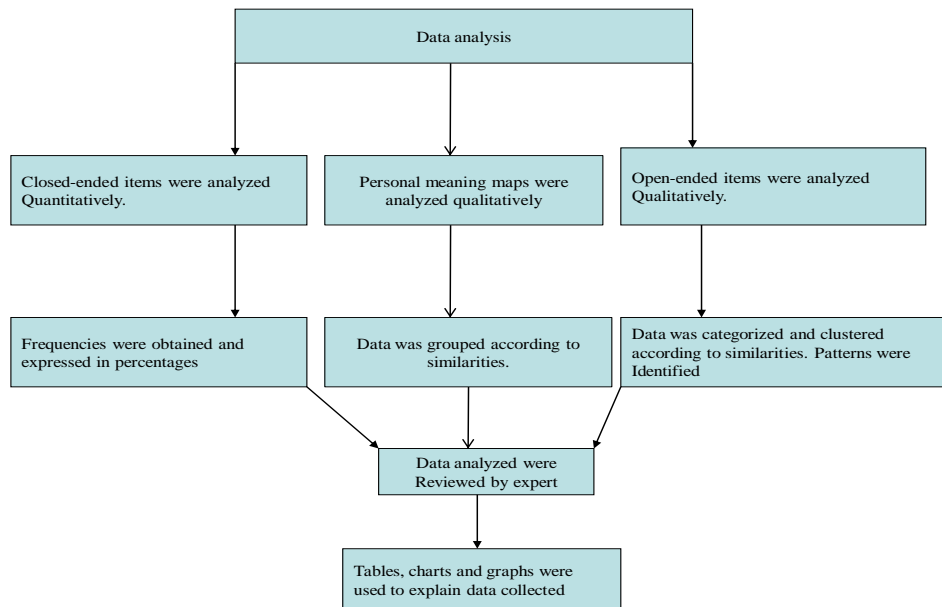 Data analysis
Closed-ended items were analyzed
Quantitatively.
Personal meaning maps were
analyzed qualitatively
Open-ended items were analyzed
Qualitatively.
Frequencies were obtained and
expressed in percentages
Data was grouped according to
similarities.
Data was categorized and clustered
according to similarities. Patterns were
Identified
Data analyzed were
Reviewed by expert
Tables, charts and graphs were
used to explain data collected